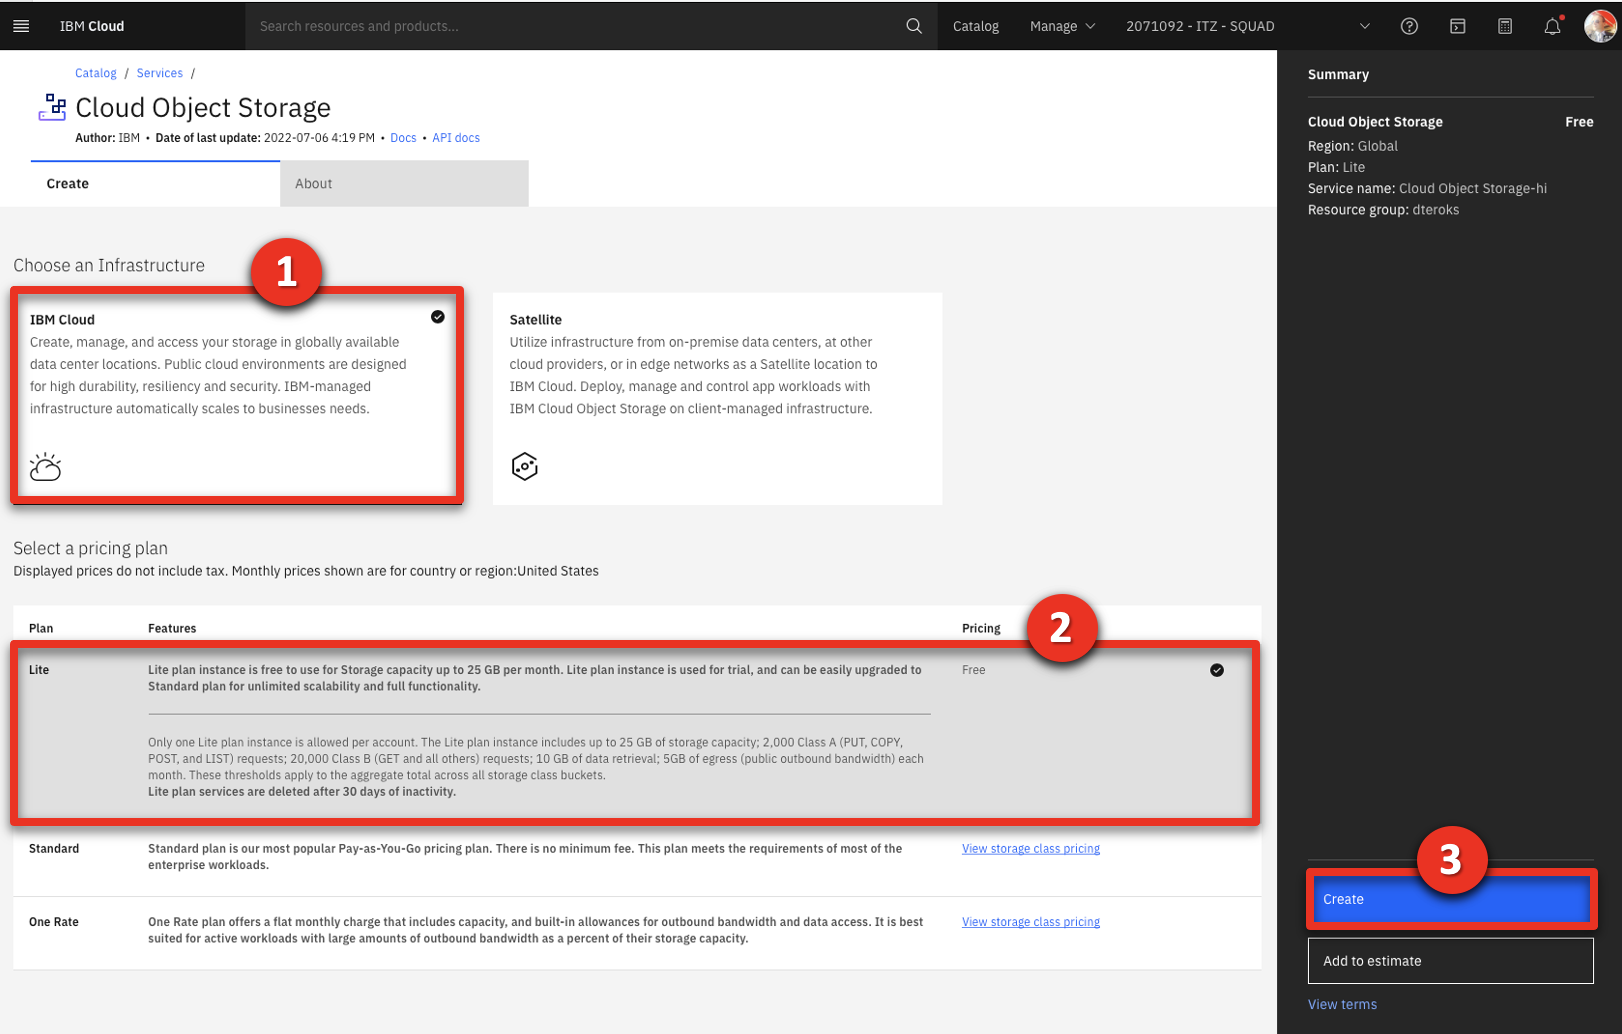 IBM Cloud
Search resources and products...
Catalog
Manage
2071092 - ITZ - SQUAD
Catalog / Services /
Cloud Object Storage
Author: IBM • Date of last update: 2022-07-06 4:19 PM • Docs • API docs
Create
About
Choose an Infrastructure
1
IBM Cloud
Create, manage, and access your storage in globally available
data center locations. Public cloud environments are designed
for high durability, resiliency and security. IBM-managed
infrastructure automatically scales to businesses needs.
Satellite
Utilize infrastructure from on-premise data centers, at other
cloud providers, or in edge networks as a Satellite location to
IBM Cloud. Deploy, manage and control app workloads with
IBM Cloud Object Storage on client-managed infrastructure.
Select a pricing plan
Displayed prices do not include tax. Monthly prices shown are for country or region:United States
Plan
Features
Pricing
2
Lite
Lite plan instance is free to use for Storage capacity up to 25 GB per month. Lite plan instance is used for trial, and can be easily upgraded to
Standard plan for unlimited scalability and full functionality.
Free
Only one Lite plan instance is allowed per account. The Lite plan instance includes up to 25 GB of storage capacity; 2,000 Class A (PUT, COPY,
POST, and LIST) requests; 20,000 Class B (GET and all others) requests; 10 GB of data retrieval; 5GB of egress (public outbound bandwidth) each
month. These thresholds apply to the aggregate total across all storage class buckets.
Lite plan services are deleted after 30 days of inactivity.
Standard
Standard plan is our most popular Pay-as-You-Go pricing plan. There is no minimum fee. This plan meets the requirements of most of the
enterprise workloads.
View storage class pricing
One Rate
One Rate plan offers a flat monthly charge that includes capacity, and built-in allowances for outbound bandwidth and data access. It is best
suited for active workloads with large amounts of outbound bandwidth as a percent of their storage capacity.
View storage class pricing
Summary
Cloud Object Storage
Free
Region: Global
Plan: Lite
Service name: Cloud Object Storage-hi
Resource group: dteroks
3
Create
Add to estimate
View terms